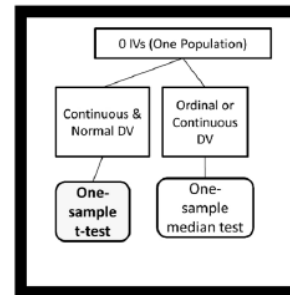 0 IVs (One Population)
Continuous &
Normal DV
Ordinal or
Continuous
DV
One-
sample
t-test
One-
sample
median test